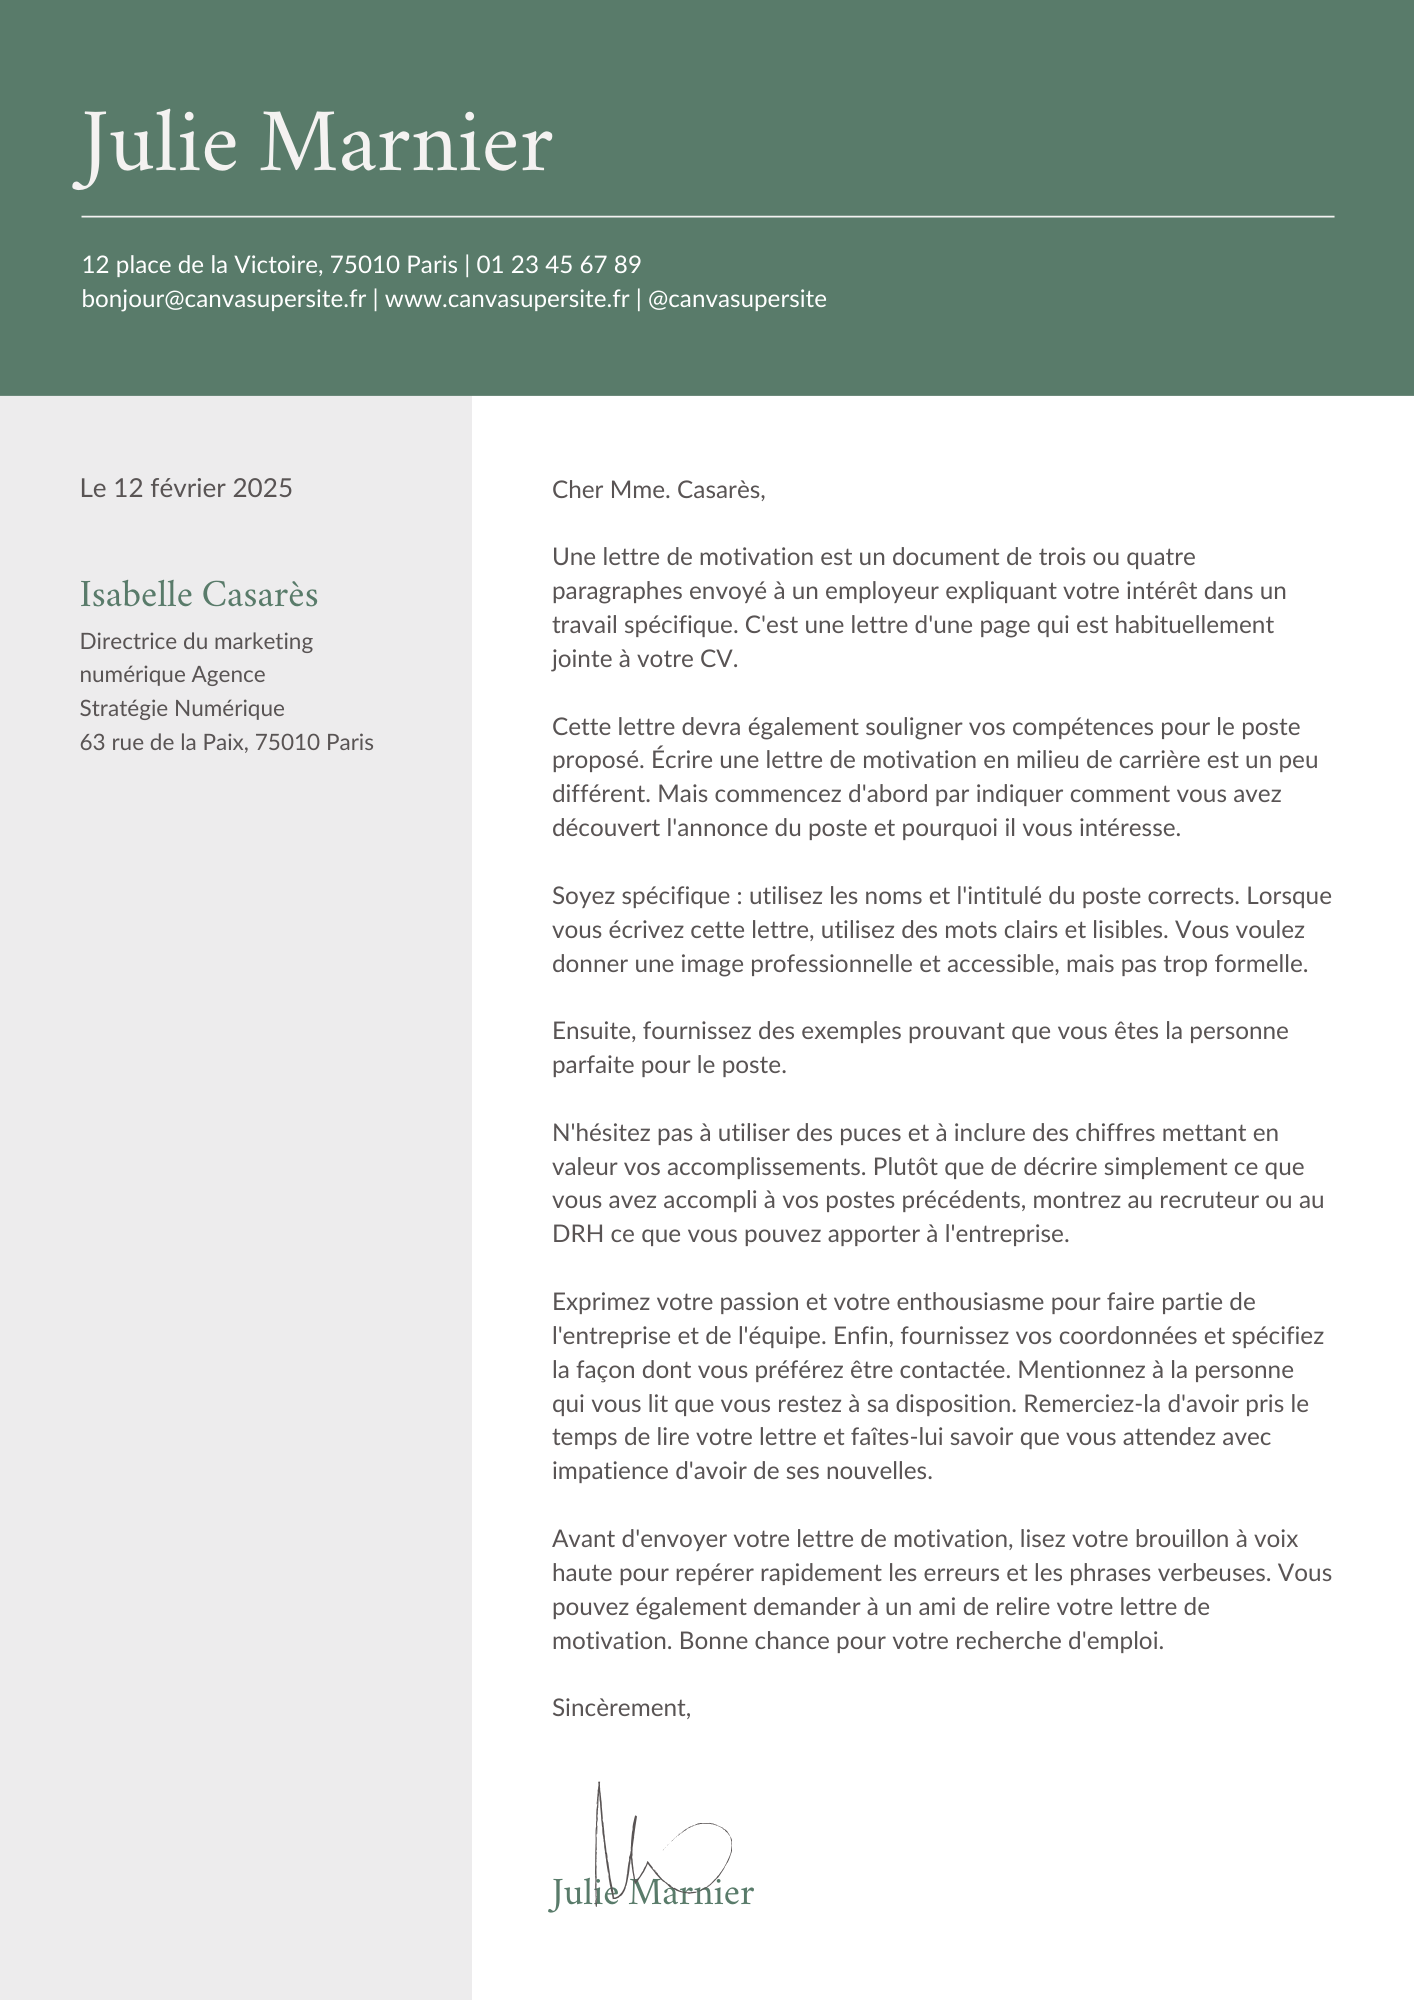 Julie Marnier
12 place de la Victoire, 75010 Paris | 01 23 45 67 89
bonjour@canvasupersite.fr | www.canvasupersite.fr | @canvasupersite
Le 12 février 2025
Isabelle Casarès
Directrice du marketing
numérique Agence
Stratégie Numérique
63 rue de la Paix, 75010 Paris
Cher Mme. Casarès,
Une lettre de motivation est un document de trois ou quatre
paragraphes envoyé à un employeur expliquant votre intérêt dans un
travail spécifique. C'est une lettre d'une page qui est habituellement
jointe à votre CV.
Cette lettre devra également souligner vos compétences pour le poste
proposé. Écrire une lettre de motivation en milieu de carrière est un peu
différent. Mais commencez d'abord par indiquer comment vous avez
découvert l'annonce du poste et pourquoi il vous intéresse.
Soyez spécifique : utilisez les noms et l'intitulé du poste corrects. Lorsque
vous écrivez cette lettre, utilisez des mots clairs et lisibles. Vous voulez
donner une image professionnelle et accessible, mais pas trop formelle.
Ensuite, fournissez des exemples prouvant que vous êtes la personne
parfaite pour le poste.
N'hésitez pas à utiliser des puces et à inclure des chiffres mettant en
valeur vos accomplissements. Plutôt que de décrire simplement ce que
vous avez accompli à vos postes précédents, montrez au recruteur ou au
DRH ce que vous pouvez apporter à l'entreprise.
Exprimez votre passion et votre enthousiasme pour faire partie de
l'entreprise et de l'équipe. Enfin, fournissez vos coordonnées et spécifiez
la façon dont vous préférez être contactée. Mentionnez à la personne
qui vous lit que vous restez à sa disposition. Remerciez-la d'avoir pris le
temps de lire votre lettre et faîtes-lui savoir que vous attendez avec
impatience d'avoir de ses nouvelles.
Avant d'envoyer votre lettre de motivation, lisez votre brouillon à voix
haute pour repérer rapidement les erreurs et les phrases verbeuses. Vous
pouvez également demander à un ami de relire votre lettre de
motivation. Bonne chance pour votre recherche d'emploi.
Sincèrement,
Julie Marnier